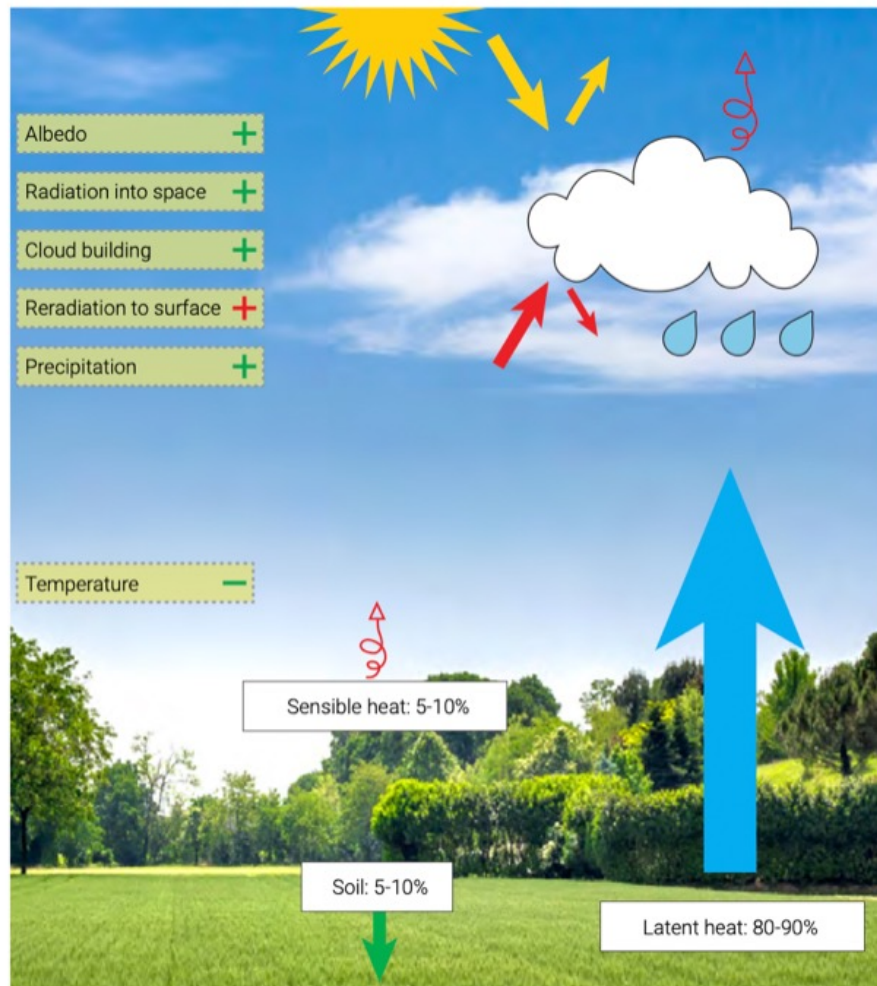 Albedo +
Radiation into space +
Cloud building +
Reradiation to surface +
Precipitation +
Temperature −
Sensible heat: 5-10%
Soil: 5-10%
Latent heat: 80-90%